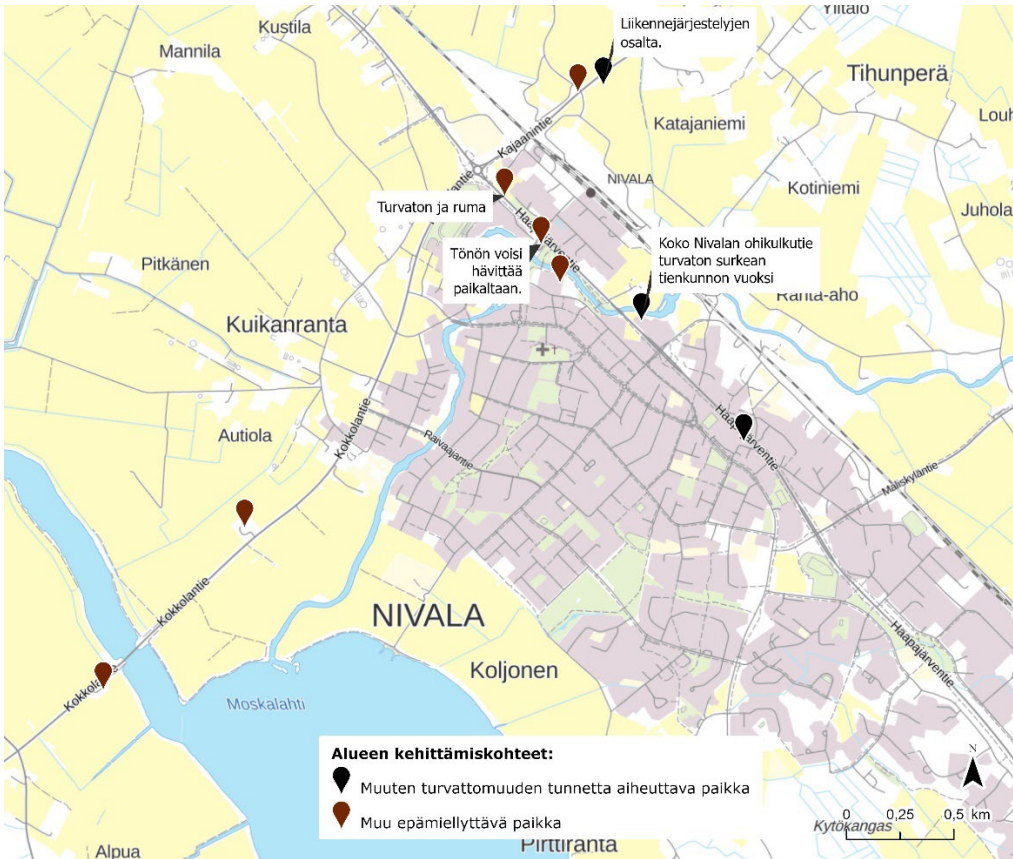 Ylitalo
Liikennejärjestelyjen
osalta.
Kustila
Mannila
Tihunperä
Katajaniemi
Kajaanintie
NIVALA
Kotiniemi
Turvaton ja ruma
Haapajärventie
Juhola
Tönön voisi
hävittää
paikaltaan.
Koko Nivalan ohikulkutie
turvaton surkean
tienkunnon vuoksi
Pitkänen
Ranta-aho
Kuikanranta
Kokkolantie
Haapajärventie
Autiola
Raivaajantie
Maliskyläntie
Kokkolantie
NIVALA
Haapajärventie
Koljonen
Kokkolantie
Moskalahti
Alueen kehittämiskohteet:
Muuten turvattomuuden tunnetta aiheuttava paikka
Muu epämiellyttävä paikka
N
0 0,25 0,5 km
Kytökangas
Pirttiranta
Alpua